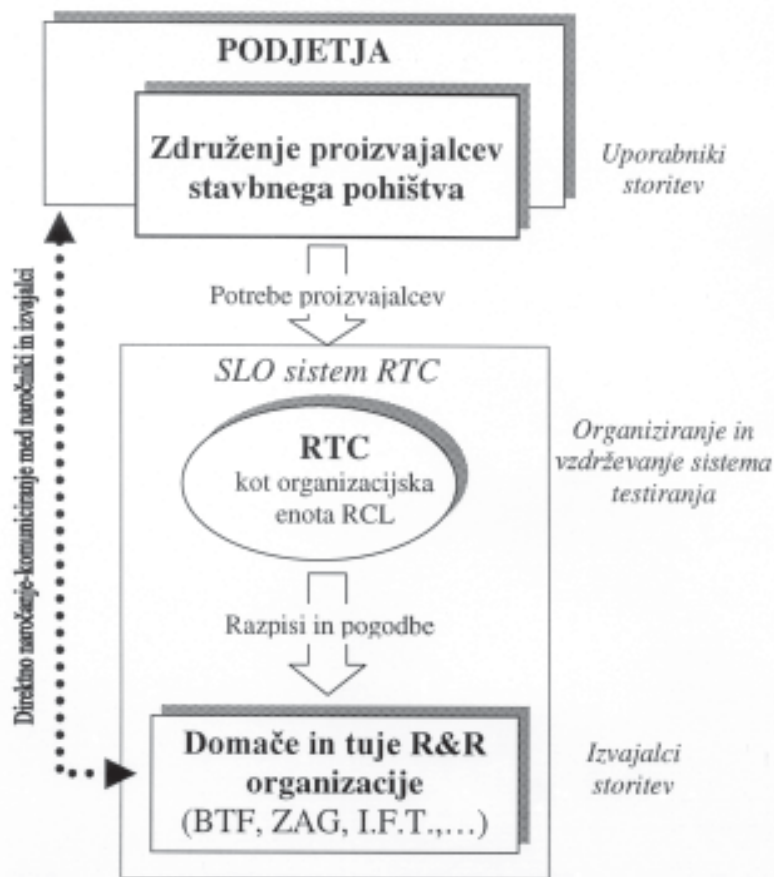 PODJETJA
Združenje proizvajalcev
stavbnega pohištva
Uporabniki
storitev
Direktno naročanje-komuniciranje med naročniki in izvajalci
Potrebe proizvajalcev
SLO sistem RTC
RTC
kot organizacijska
enota RCL
Organiziranje in
vzdrževanje sistema
testiranja
Razpisi in pogodbe
Domače in tuje R&R
organizacije
(BTF, ZAG, I.F.T.,…)
Izvajalci
storitev